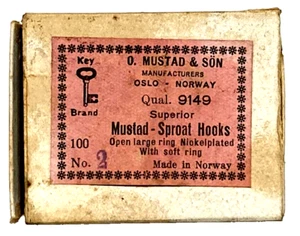 Key
Brand
O. MUSTAD & SÖN
MANUFACTURERS
OSLO - NORWAY
Qual. 9149
Superior
Mustad - Sproat Hooks
100 Open large ring Nickelplated
With soft ring
No. 2 Made in Norway